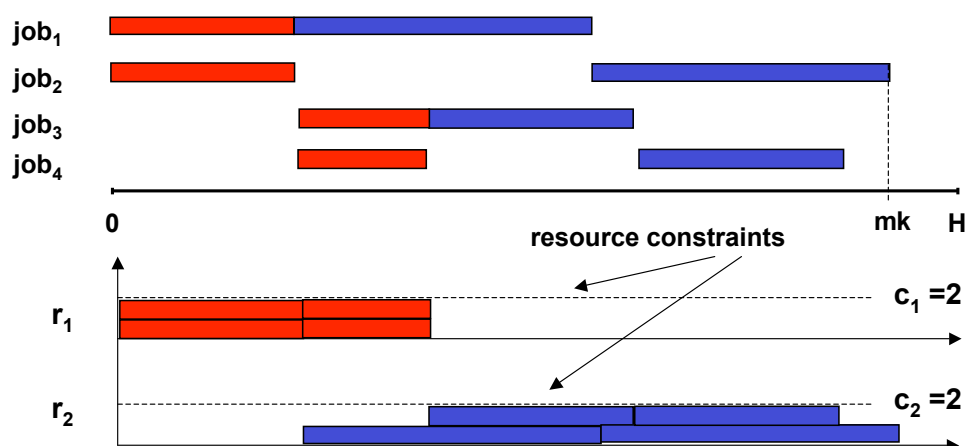 job₁
job₂
job₃
job₄
0 mk H
resource constraints
r₁ c₁ =2
r₂ c₂ =2